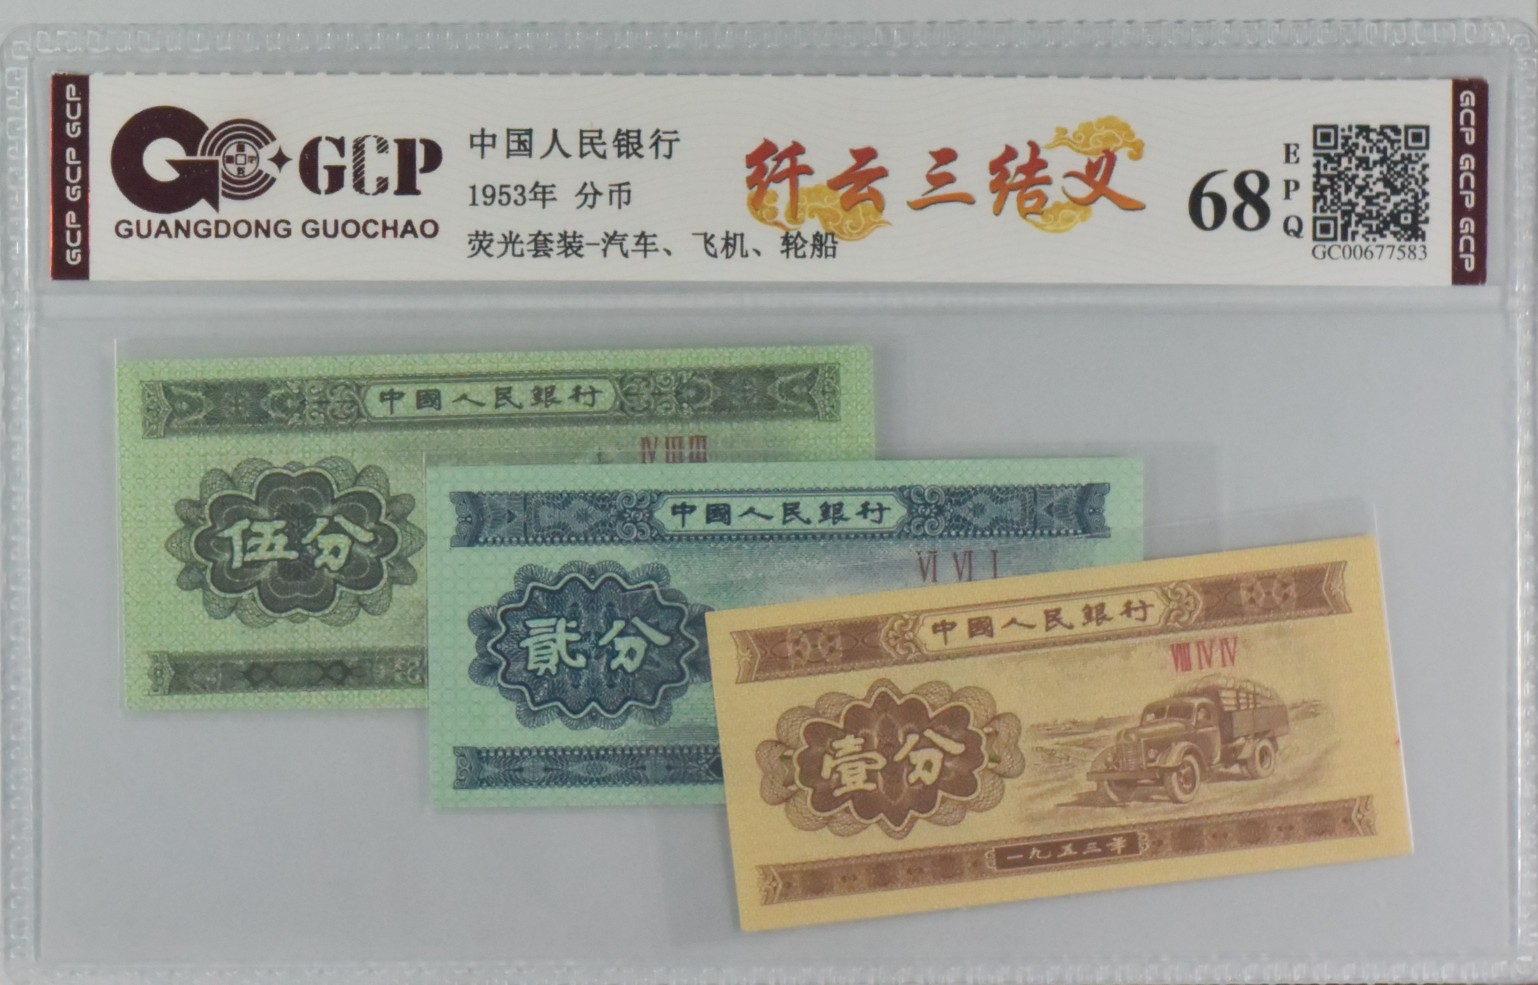 GCP GCP GCP
GCP
GUANGDONG GUOCHAO
中国人民银行
1953年 分币
荧光套装-汽车、飞机、轮船
纤云三结义
68
EPQ
GC00677583
GCP GCP GCP
中國人民銀行
IV III III
伍分
中國人民銀行
VI VI I
貳分
中國人民銀行
VIII IV IV
壹分
一九五三年